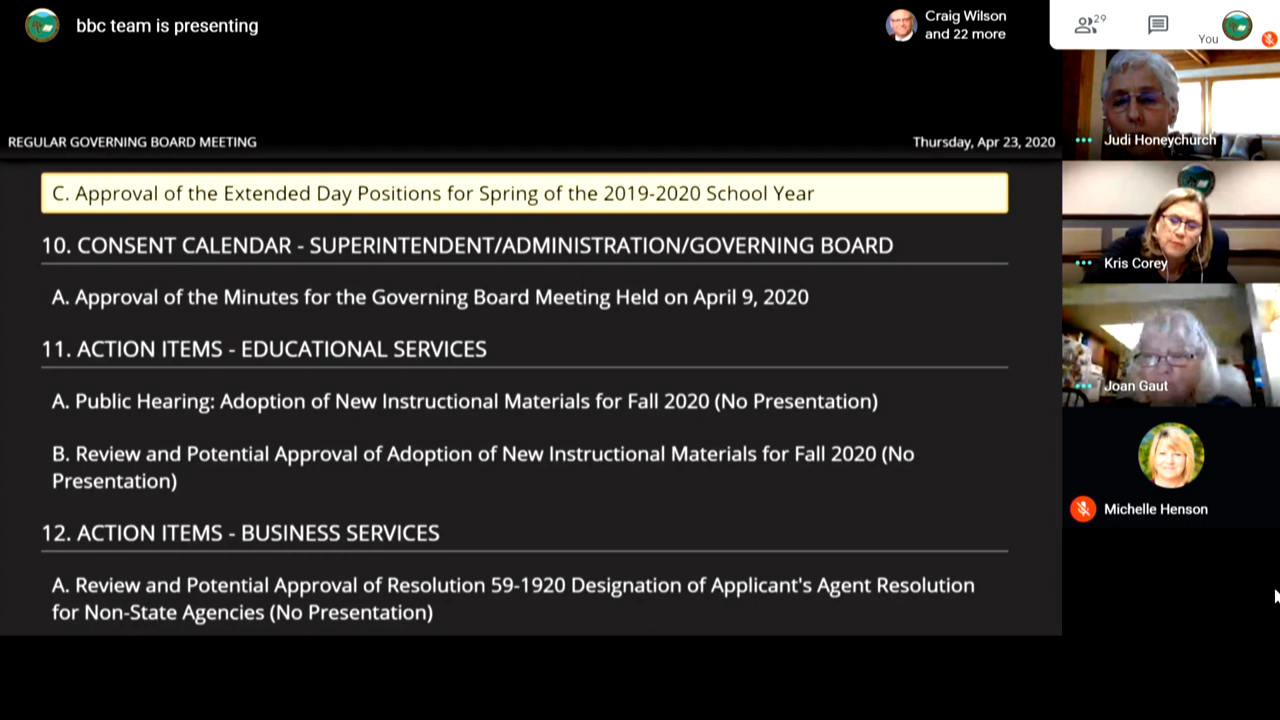 bbc team is presenting
Craig Wilson
and 22 more
29
You
REGULAR GOVERNING BOARD MEETING
Thursday, Apr 23, 2020
C. Approval of the Extended Day Positions for Spring of the 2019-2020 School Year
10. CONSENT CALENDAR - SUPERINTENDENT/ADMINISTRATION/GOVERNING BOARD
A. Approval of the Minutes for the Governing Board Meeting Held on April 9, 2020
11. ACTION ITEMS - EDUCATIONAL SERVICES
A. Public Hearing: Adoption of New Instructional Materials for Fall 2020 (No Presentation)
B. Review and Potential Approval of Adoption of New Instructional Materials for Fall 2020 (No
Presentation)
12. ACTION ITEMS - BUSINESS SERVICES
A. Review and Potential Approval of Resolution 59-1920 Designation of Applicant's Agent Resolution
for Non-State Agencies (No Presentation)
Judi Honeychurch
Kris Corey
Joan Gaut
Michelle Henson